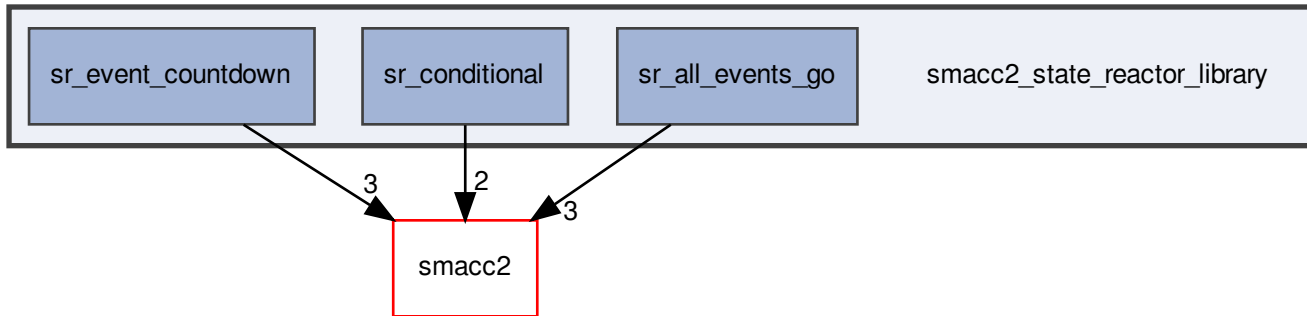 sr_event_countdown
sr_conditional
sr_all_events_go
smacc2_state_reactor_library
3
2
3
smacc2